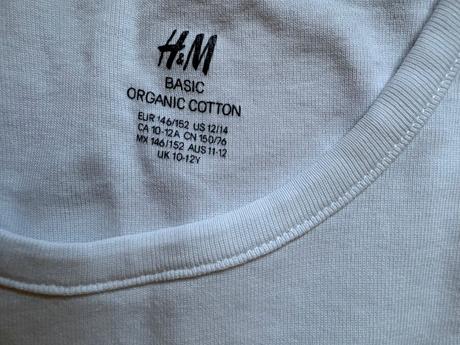 H&M
BASIC
ORGANIC COTTON
EUR 146/152 US 12/14
CA 10-12A CN 150/76
MX 146/152 AUS 11-12
UK 10-12Y